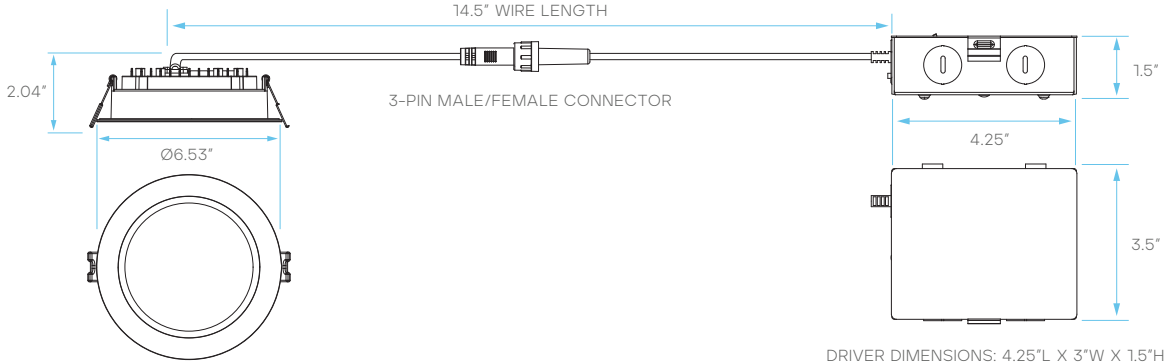 14.5" WIRE LENGTH
2.04"
1.5"
3-PIN MALE/FEMALE CONNECTOR
4.25"
Ø6.53"
3.5"
DRIVER DIMENSIONS: 4.25"L X 3"W X 1.5"H